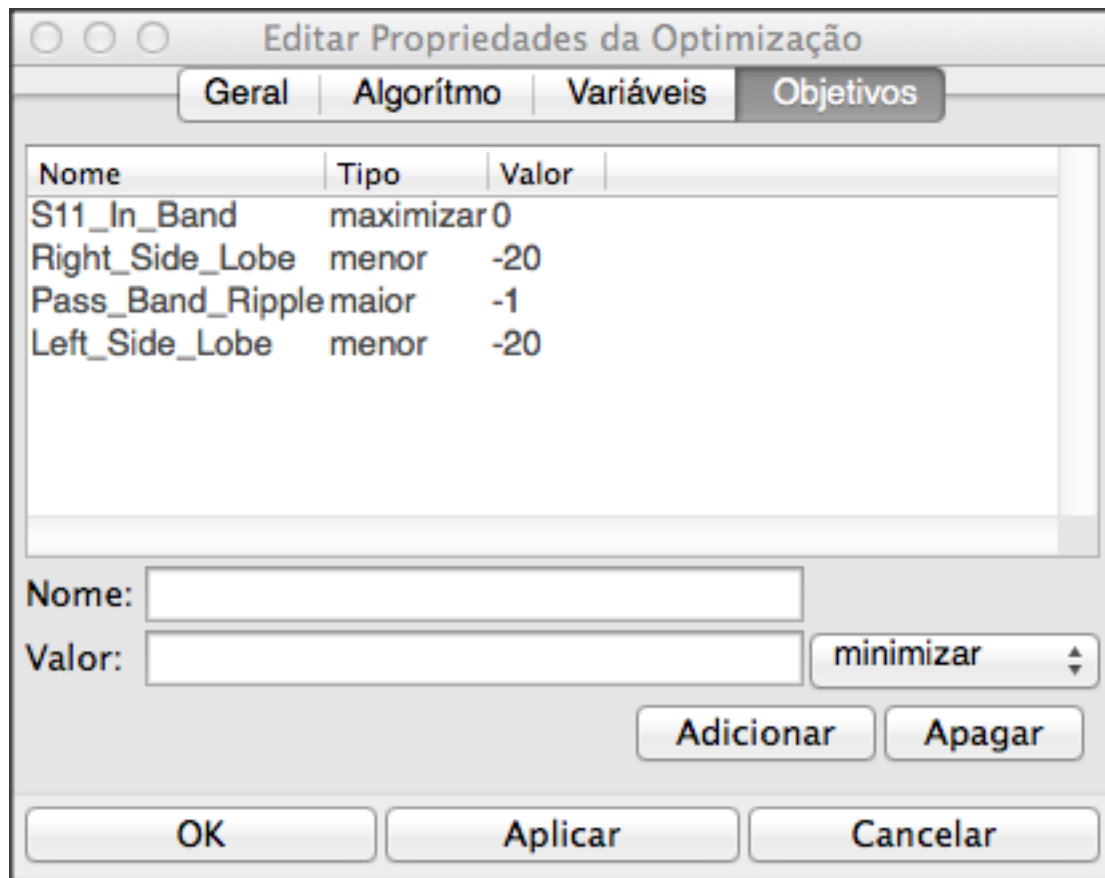 Editar Propriedades da Optimização
Geral Algorítmo Variáveis Objetivos
Nome Tipo Valor
S11_In_Band maximizar 0
Right_Side_Lobe menor -20
Pass_Band_Ripple maior -1
Left_Side_Lobe menor -20
Nome:
Valor: minimizar
Adicionar Apagar
OK Aplicar Cancelar